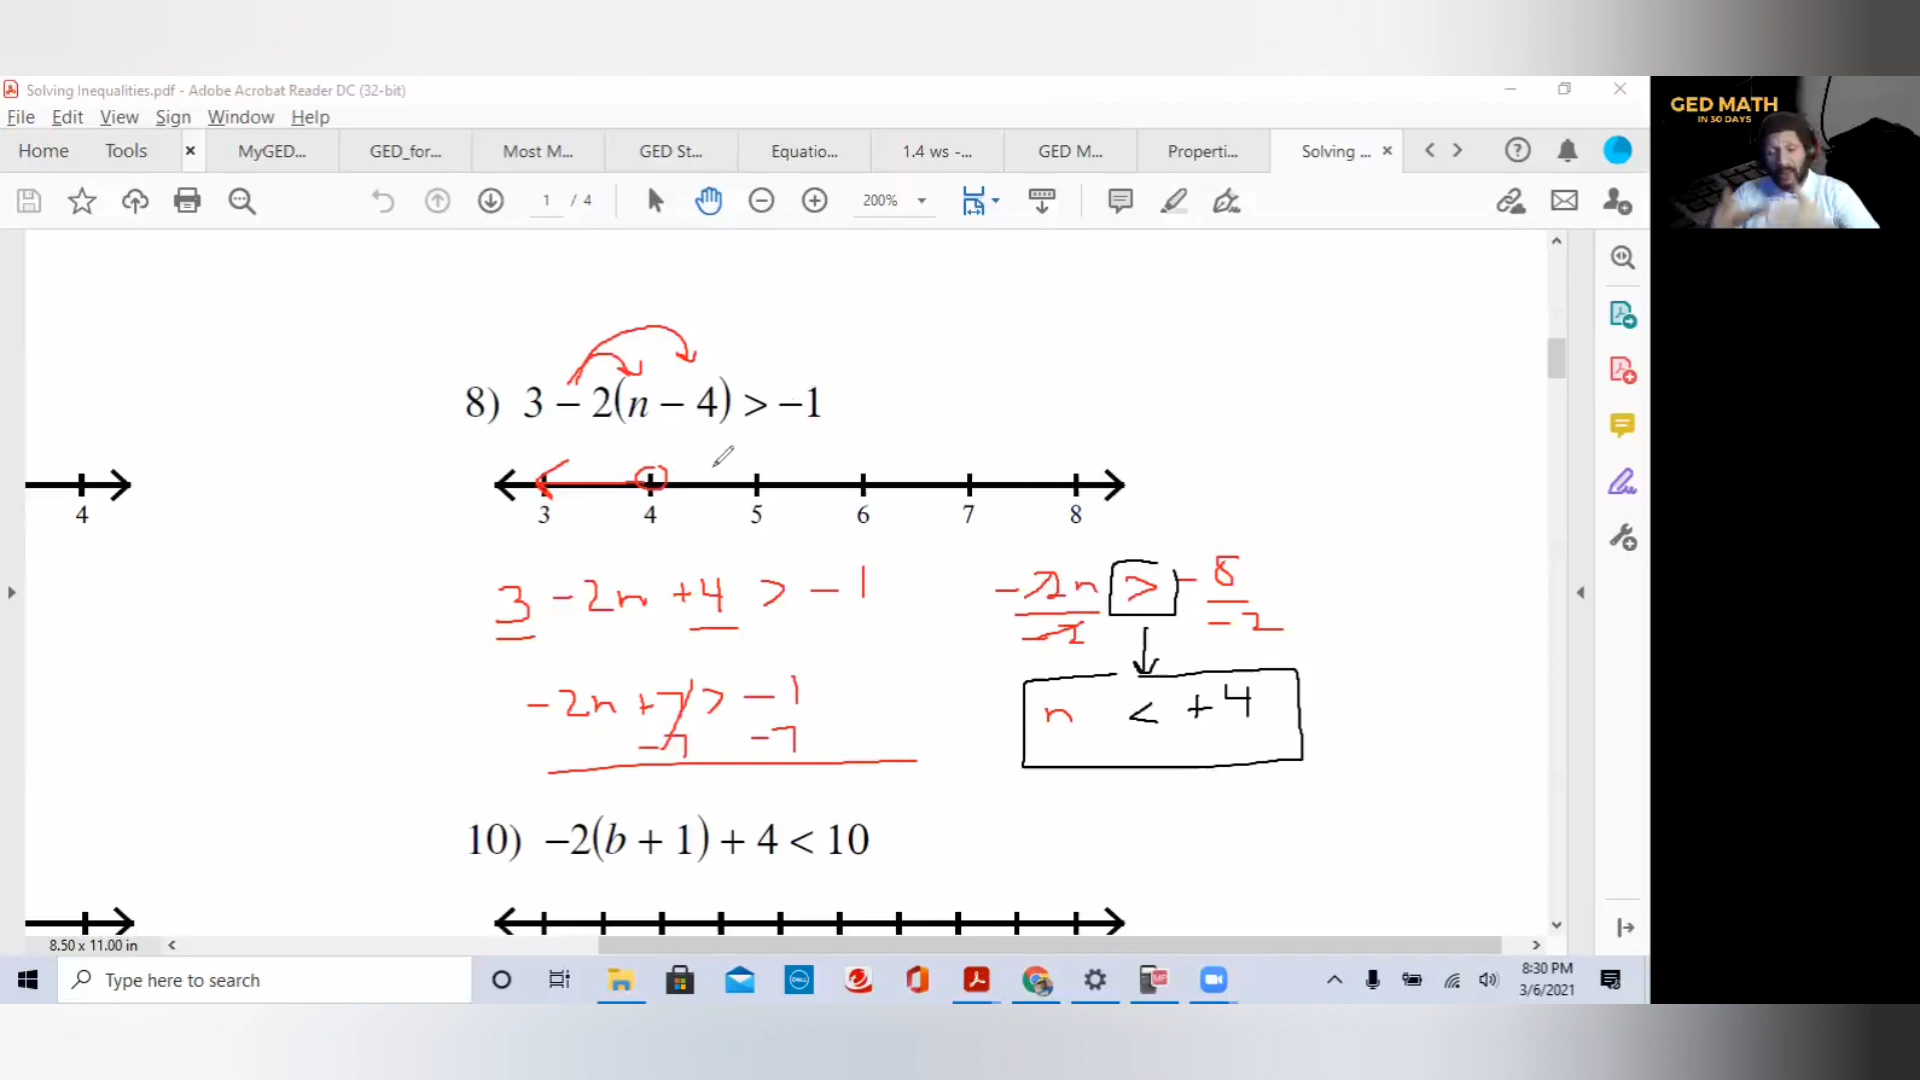 Solving Inequalities.pdf - Adobe Acrobat Reader DC (32-bit)
File Edit View Sign Window Help
Home Tools MyGED... GED_for... Most M... GED St... Equatio... 1.4 ws -... GED M... Properti... Solving ...
1 / 4 200%
GED MATH
IN 30 DAYS
8) 3 − 2(n − 4) > −1
4
3 4 5 6 7 8
3 -2n +4 > -1
-2n > -8
-2 -2
-2n +7 > -1
-7 -7
n < +4
10) −2(b + 1) + 4 < 10
8.50 x 11.00 in
Type here to search
DELL
8:30 PM
3/6/2021